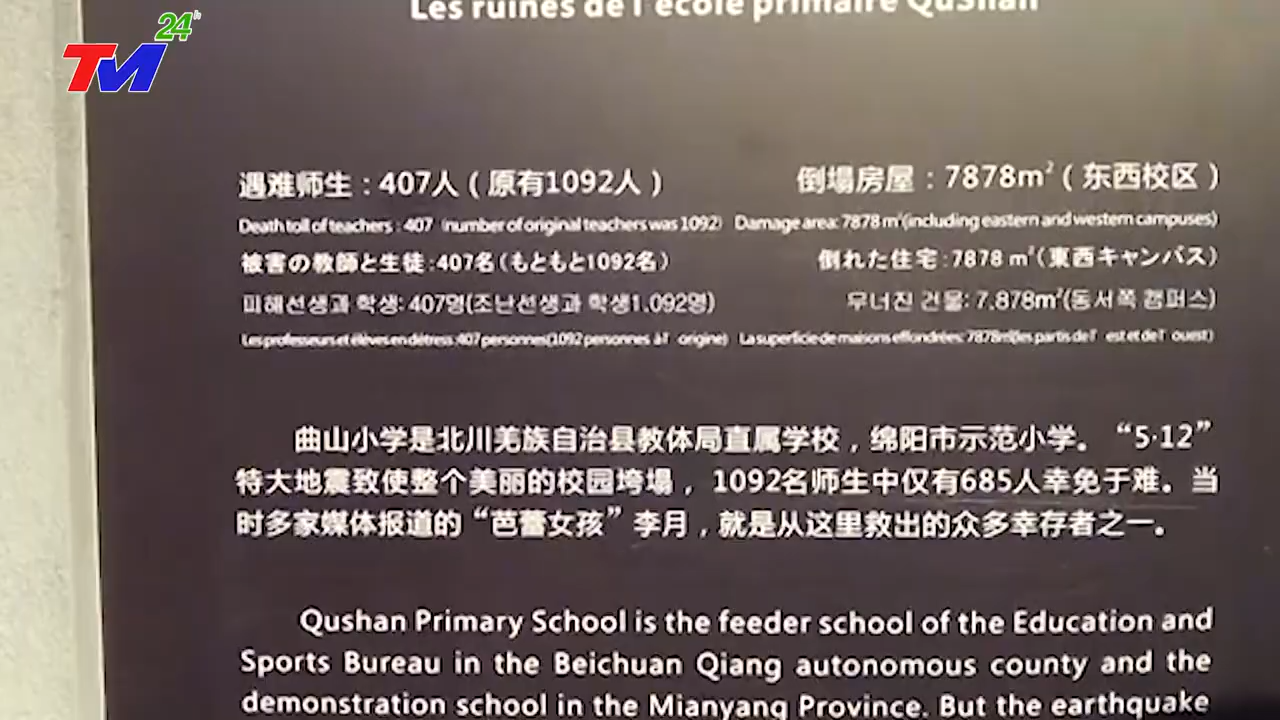 TM 24h
Les ruines de l'école primaire QuShan
遇难师生：407人（原有1092人） 倒塌房屋：7878m²（东西校区）
Death toll of teachers : 407 (number of original teachers was 1092) Damage area: 7878 m²(including eastern and western campuses)
被害の教師と生徒:407名(もともと1092名) 倒れた住宅:7878 m²(東西キャンバス)
피해선생과 학생: 407명(조난선생과 학생1.092명) 무너진 건물: 7.878m²(동서쪽 캠퍼스)
Les professeurs et élèves en détress :407 personnes(1092 personnes à l' origine) La superficie de maisons effondrées: 7878m²(les partis de l' est et de l' ouest)
曲山小学是北川羌族自治县教体局直属学校，绵阳市示范小学。“5·12”
特大地震致使整个美丽的校园垮塌，1092名师生中仅有685人幸免于难。当
时多家媒体报道的“芭蕾女孩”李月，就是从这里救出的众多幸存者之一。
Qushan Primary School is the feeder school of the Education and
Sports Bureau in the Beichuan Qiang autonomous county and the
demonstration school in the Mianyang Province. But the earthquake